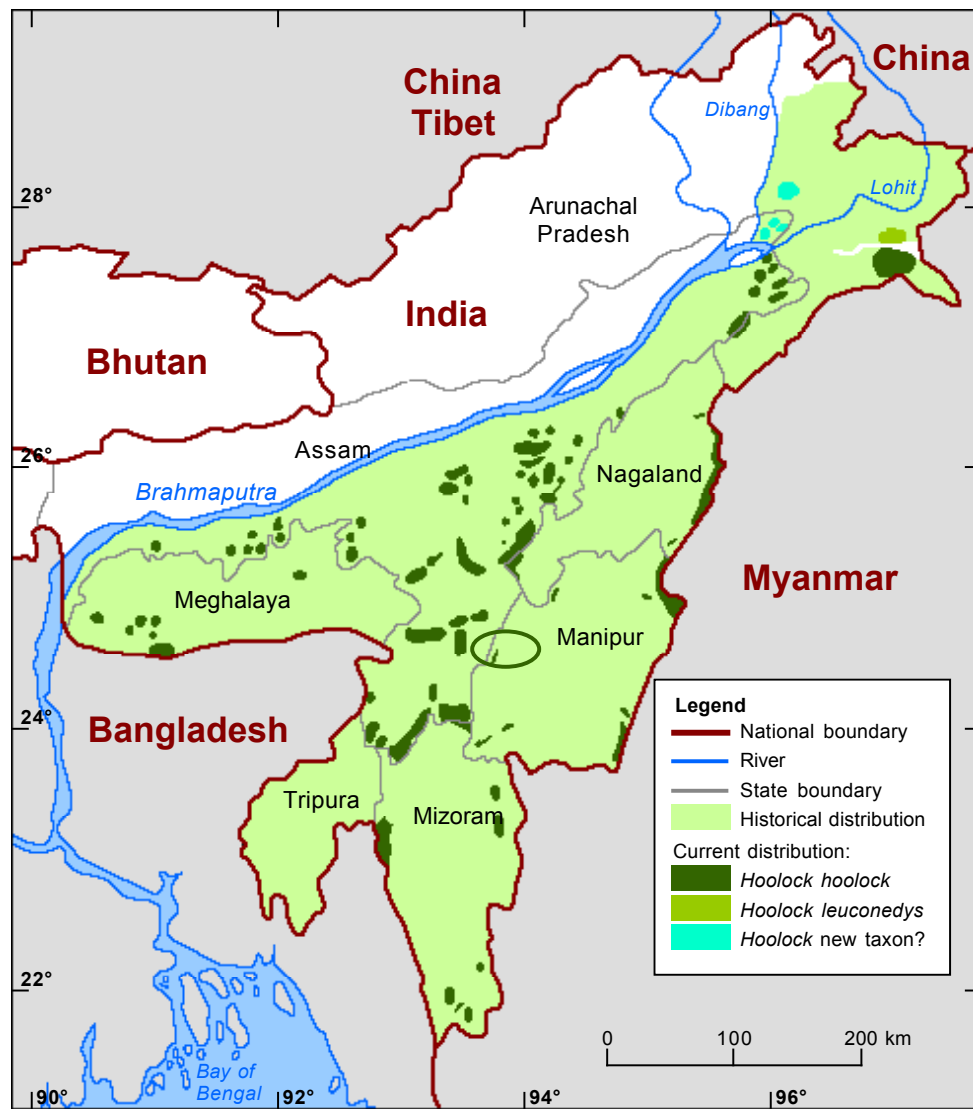 China
China
Tibet
Dibang
28°
Lohit
Arunachal
Pradesh
India
Bhutan
Assam
26°
Nagaland
Brahmaputra
Myanmar
Meghalaya
Manipur
Legend
National boundary
River
State boundary
Historical distribution
Current distribution:
Hoolock hoolock
Hoolock leuconedys
Hoolock new taxon?
24°
Bangladesh
Tripura
Mizoram
22°
0 100 200 km
Bay of
Bengal
90° 92° 94° 96°